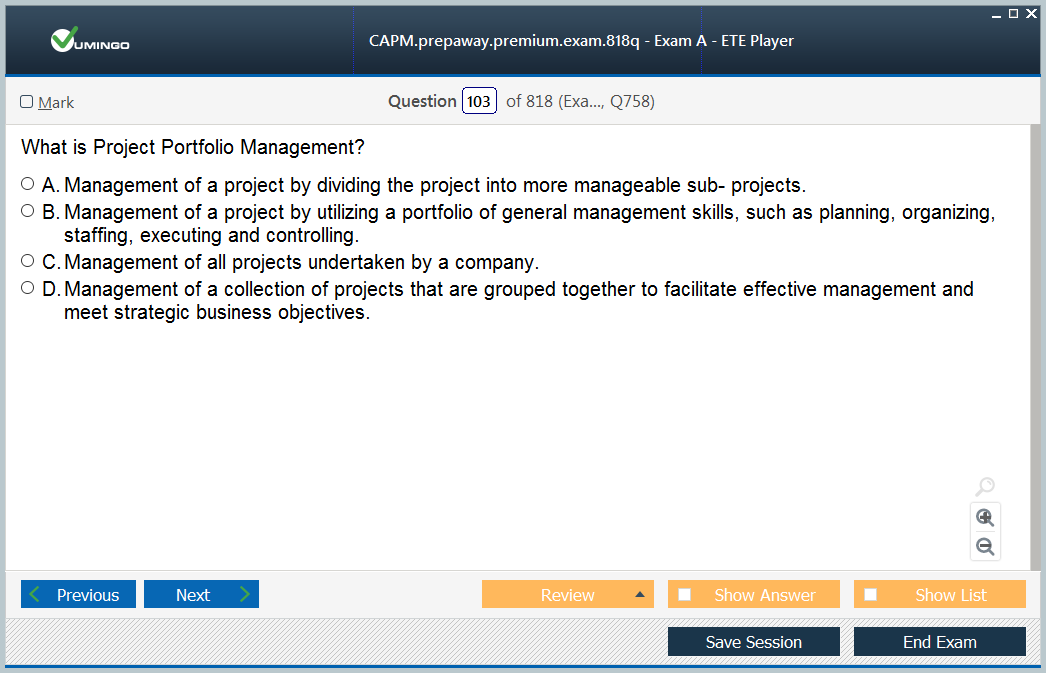 VUMINGO
CAPM.prepaway.premium.exam.818q - Exam A - ETE Player
Mark
Question 103 of 818 (Exa..., Q758)
What is Project Portfolio Management?
A. Management of a project by dividing the project into more manageable sub- projects.
B. Management of a project by utilizing a portfolio of general management skills, such as planning, organizing,
staffing, executing and controlling.
C. Management of all projects undertaken by a company.
D. Management of a collection of projects that are grouped together to facilitate effective management and
meet strategic business objectives.
Previous Next Review Show Answer Show List
Save Session End Exam